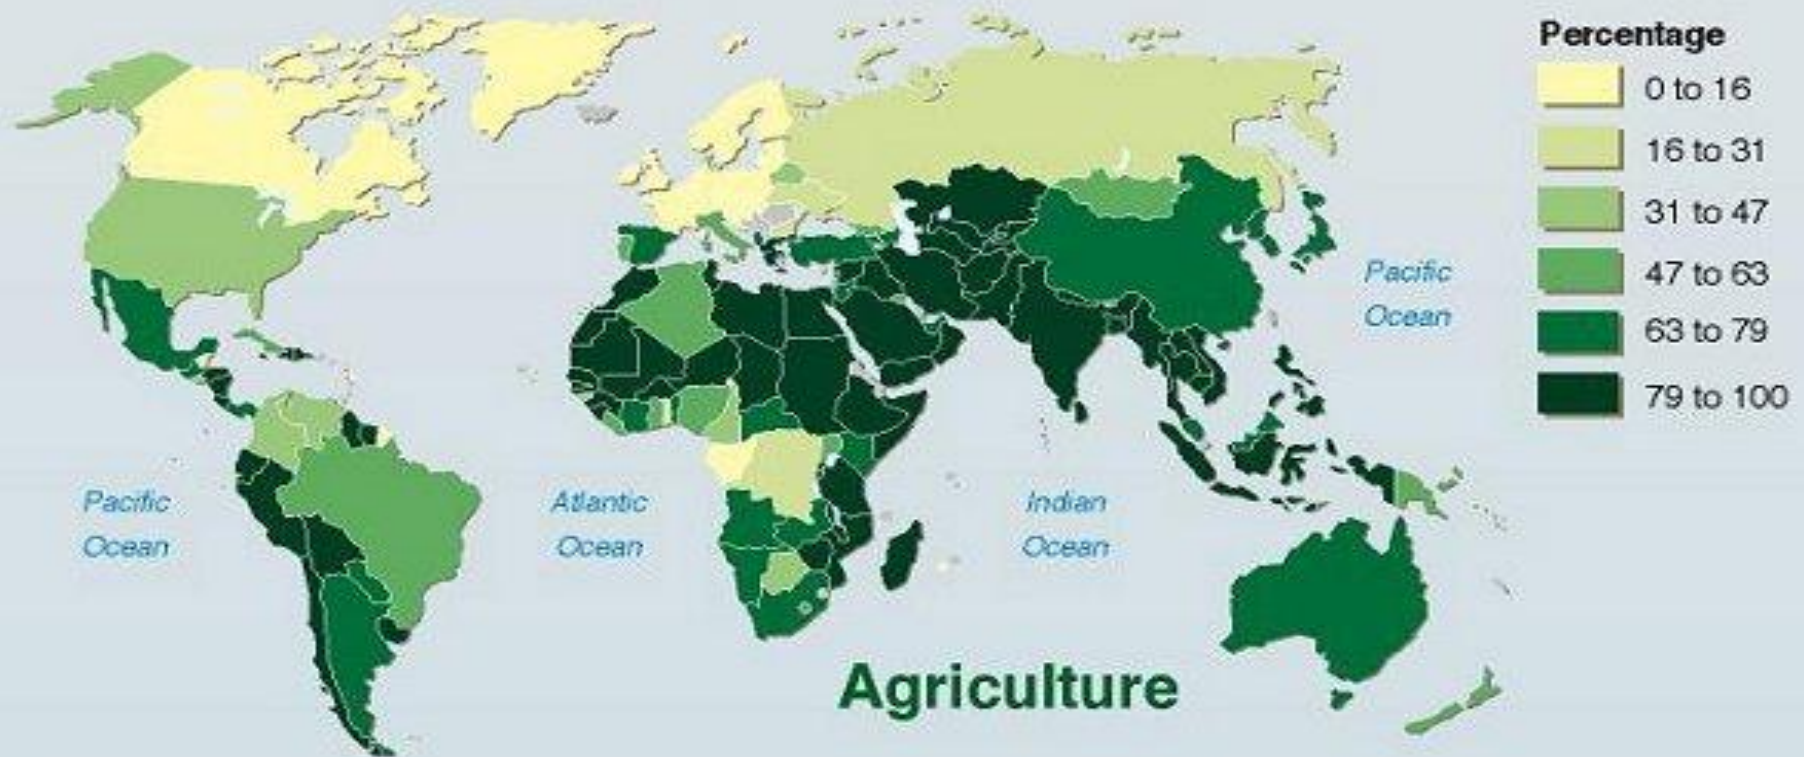 Percentage
0 to 16
16 to 31
31 to 47
47 to 63
63 to 79
79 to 100
Pacific
Ocean
Pacific
Ocean
Atlantic
Ocean
Indian
Ocean
Agriculture